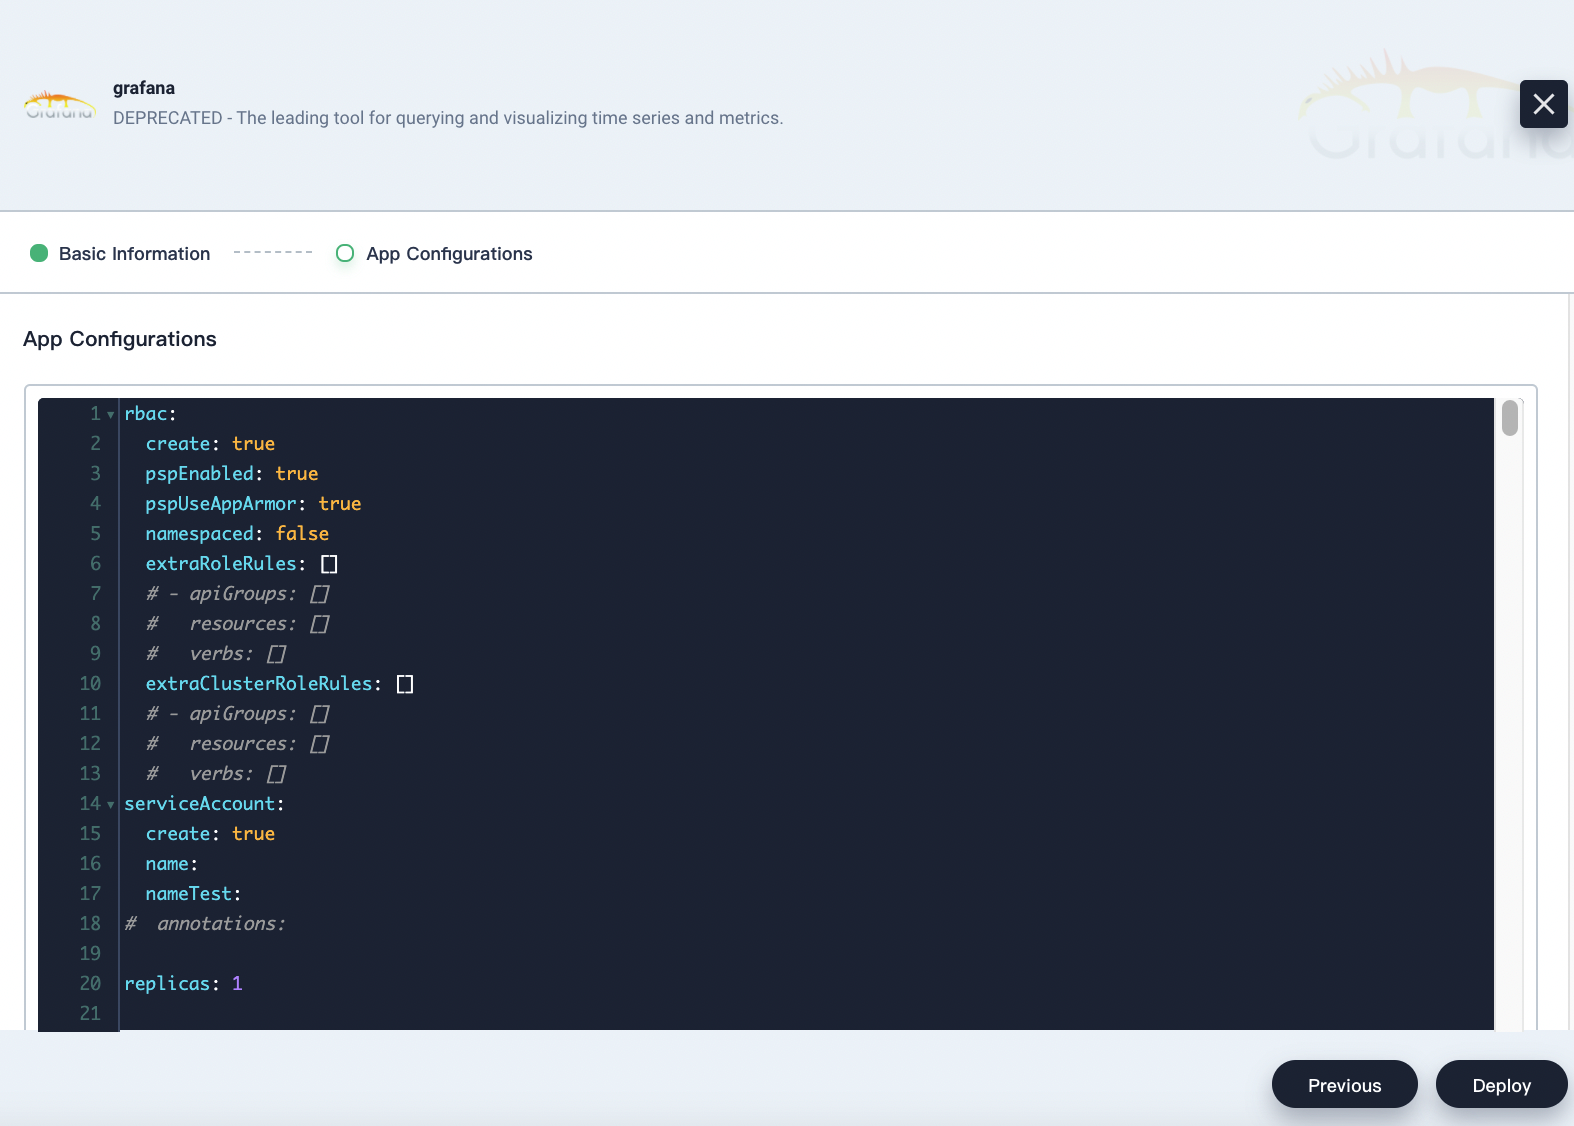 grafana
DEPRECATED - The leading tool for querying and visualizing time series and metrics.
Grafana
Grafana
Basic Information
App Configurations
App Configurations
1 rbac:
2   create: true
3   pspEnabled: true
4   pspUseAppArmor: true
5   namespaced: false
6   extraRoleRules: []
7   # - apiGroups: []
8   #   resources: []
9   #   verbs: []
10   extraClusterRoleRules: []
11   # - apiGroups: []
12   #   resources: []
13   #   verbs: []
14 serviceAccount:
15   create: true
16   name:
17   nameTest:
18 #  annotations:
19
20 replicas: 1
21
Previous
Deploy